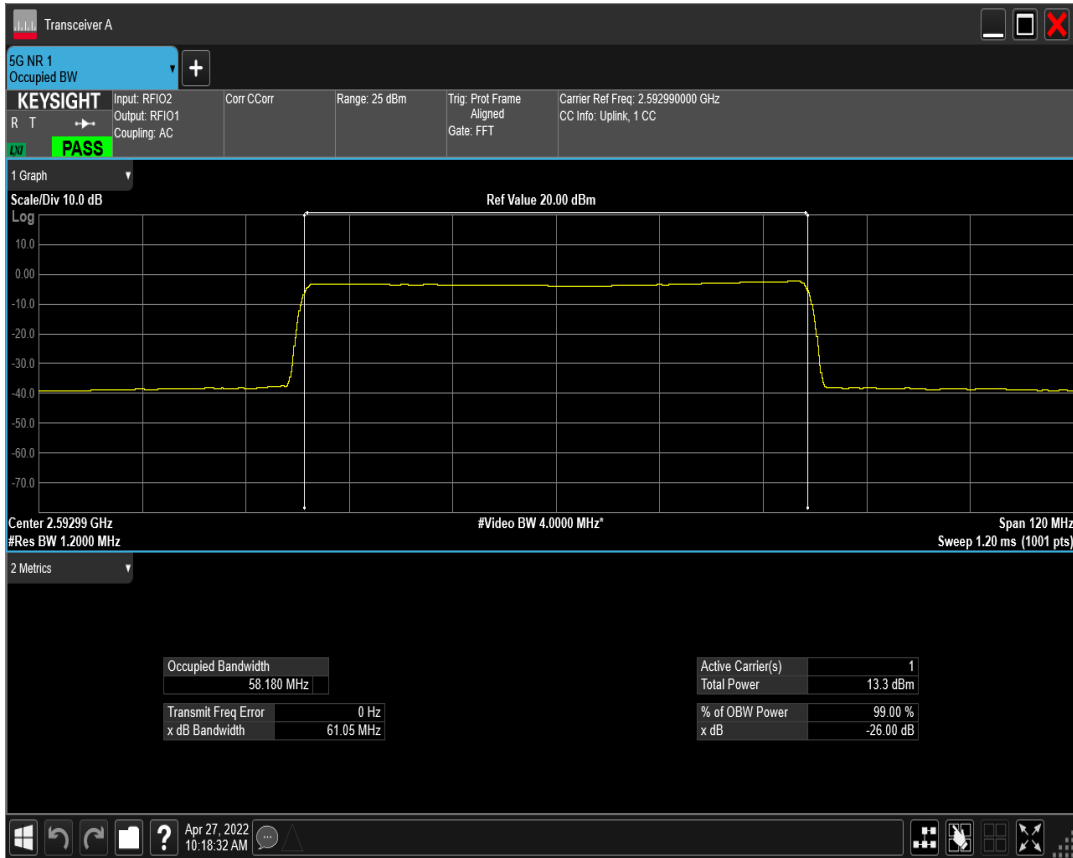 Transceiver A
5G NR 1
Occupied BW
+
KEYSIGHT
R T
LXI
PASS
Input: RFIO2
Output: RFIO1
Coupling: AC
Corr CCorr
Range: 25 dBm
Trig: Prot Frame
Aligned
Gate: FFT
Carrier Ref Freq: 2.592990000 GHz
CC Info: Uplink, 1 CC
1 Graph
Scale/Div 10.0 dB
Ref Value 20.00 dBm
Log
10.0
0.00
-10.0
-20.0
-30.0
-40.0
-50.0
-60.0
-70.0
Center 2.59299 GHz
#Video BW 4.0000 MHz*
Span 120 MHz
#Res BW 1.2000 MHz
Sweep 1.20 ms (1001 pts)
2 Metrics
Occupied Bandwidth
58.180 MHz
Transmit Freq Error 0 Hz
x dB Bandwidth 61.05 MHz
Active Carrier(s) 1
Total Power 13.3 dBm
% of OBW Power 99.00 %
x dB -26.00 dB
?
Apr 27, 2022
10:18:32 AM